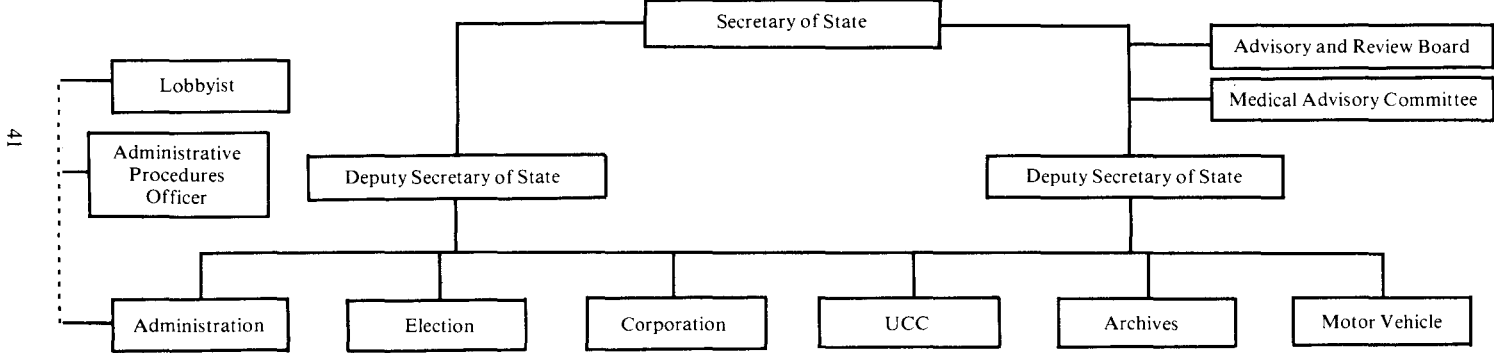 Secretary of State
Advisory and Review Board
Medical Advisory Committee
Lobbyist
Administrative
Procedures
Officer
41
Deputy Secretary of State
Deputy Secretary of State
Administration
Election
Corporation
UCC
Archives
Motor Vehicle